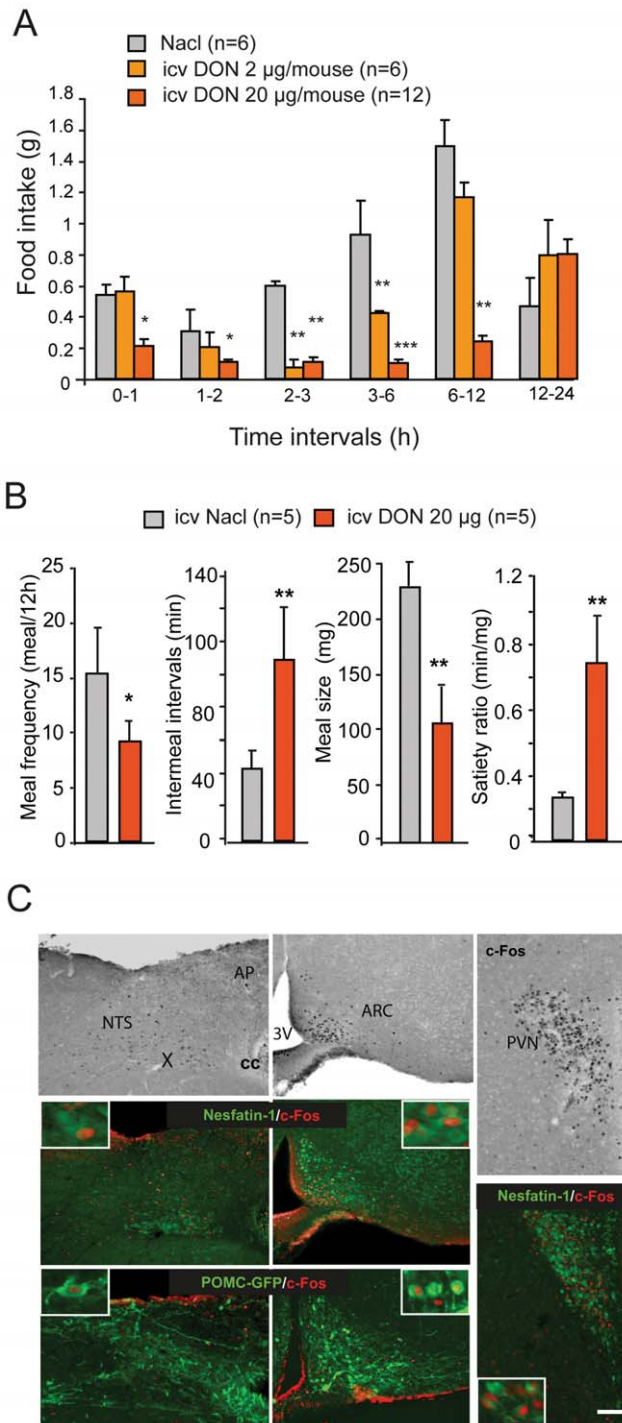 A
Nacl (n=6)
icv DON 2 µg/mouse (n=6)
icv DON 20 µg/mouse (n=12)
Food intake (g)
1.8
1.6
1.4
1.2
1
0.8
0.6
0.4
0.2
0
*
*
**
**
**
***
**
0-1
1-2
2-3
3-6
6-12
12-24
Time intervals (h)
B
icv Nacl (n=5)
icv DON 20 µg (n=5)
Meal frequency (meal/12h)
25
20
15
10
5
0
*
Intermeal intervals (min)
140
100
80
60
40
0
**
Meal size (mg)
250
200
150
100
50
0
**
Satiety ratio (min/mg)
1.2
0.8
0.4
0
**
C
AP
NTS
X
cc
ARC
3V
c-Fos
PVN
Nesfatin-1/c-Fos
Nesfatin-1/c-Fos
POMC-GFP/c-Fos